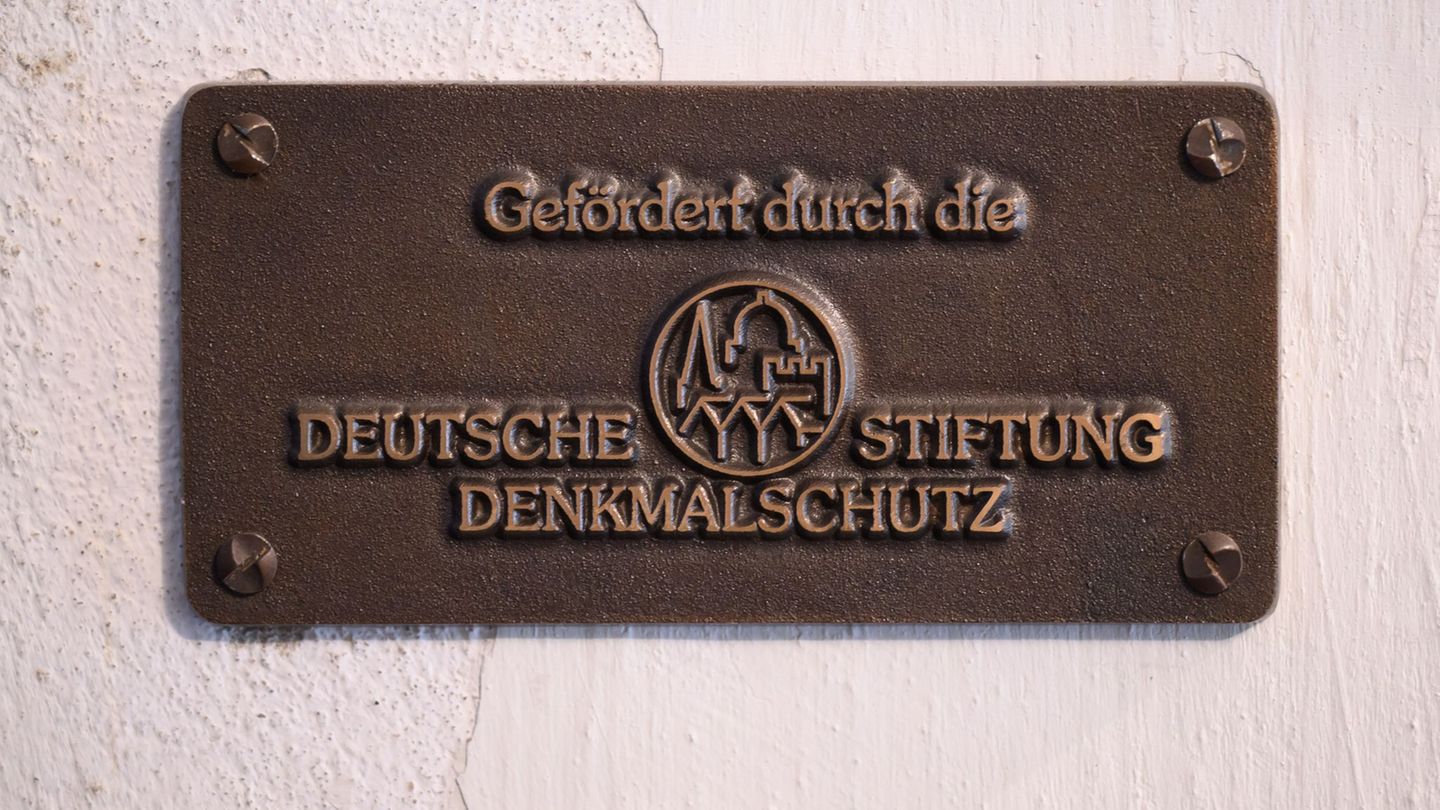 Gefördert durch die
DEUTSCHE STIFTUNG
DENKMALSCHUTZ